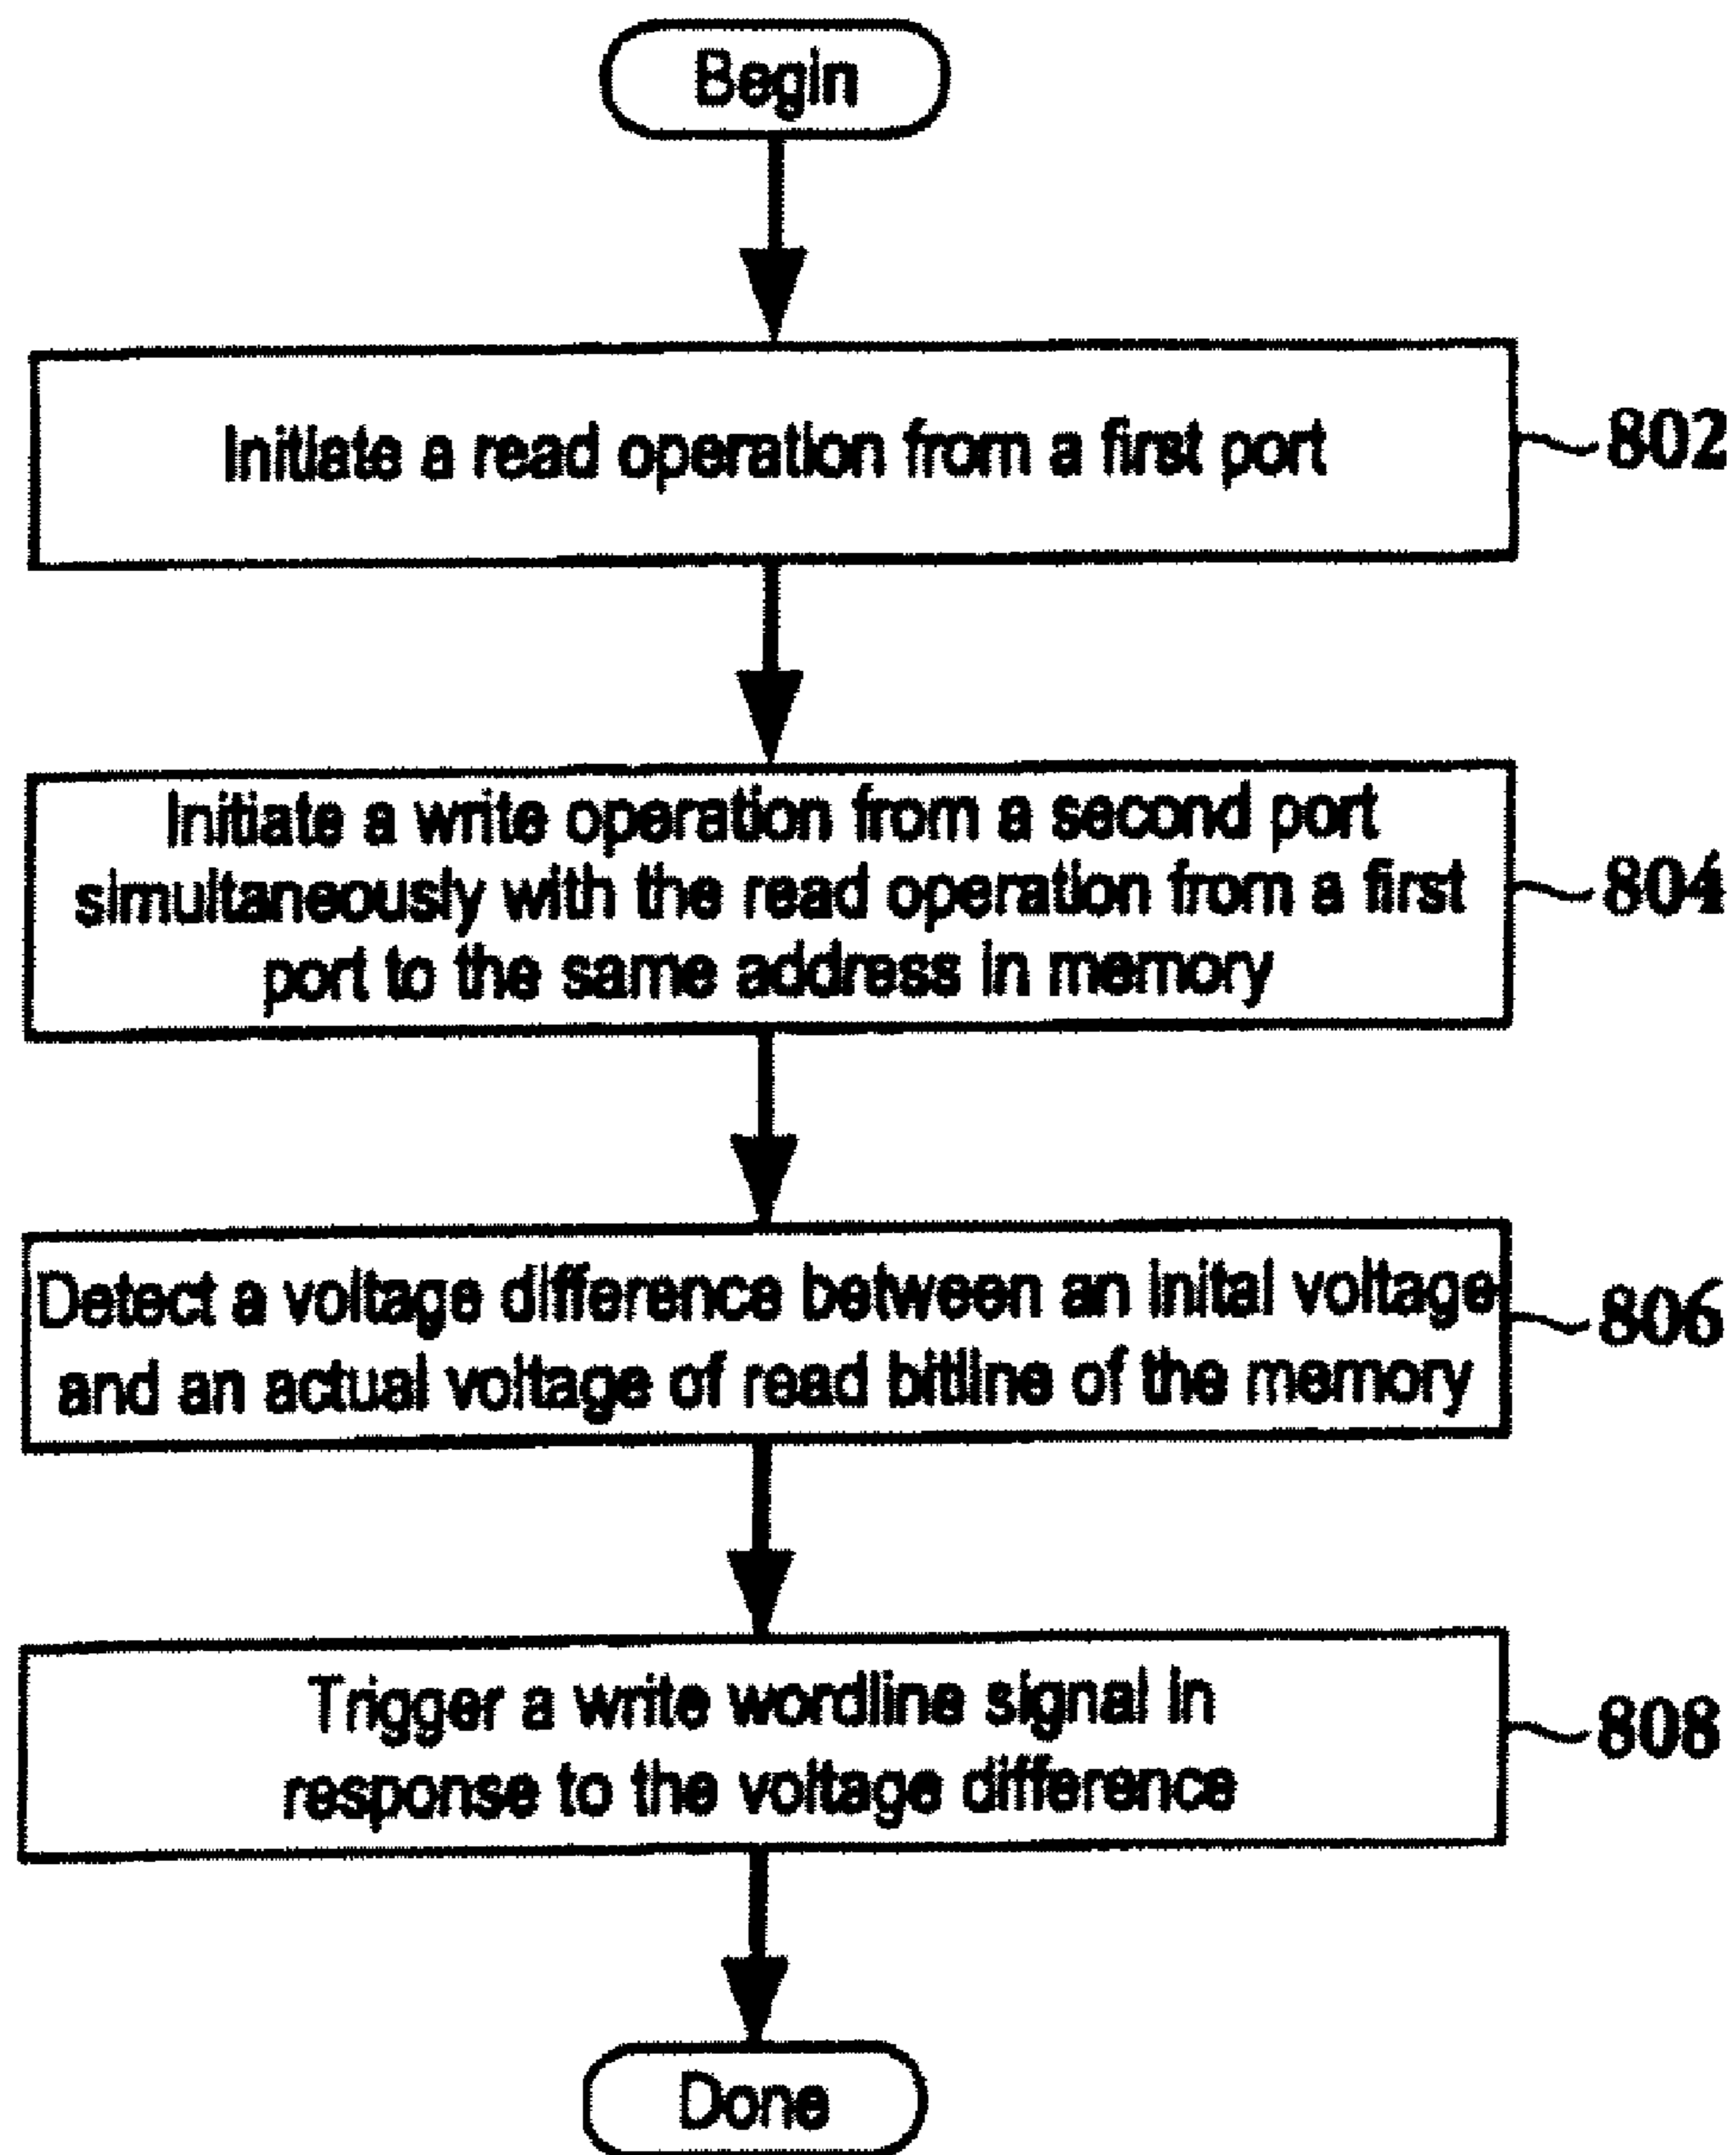 Begin
Initiate a read operation from a first port
802
Initiate a write operation from a second port
simultaneously with the read operation from a first
port to the same address in memory
804
Detect a voltage difference between an inital voltage
and an actual voltage of read bitline of the memory
806
Trigger a write wordline signal in
response to the voltage difference
808
Done